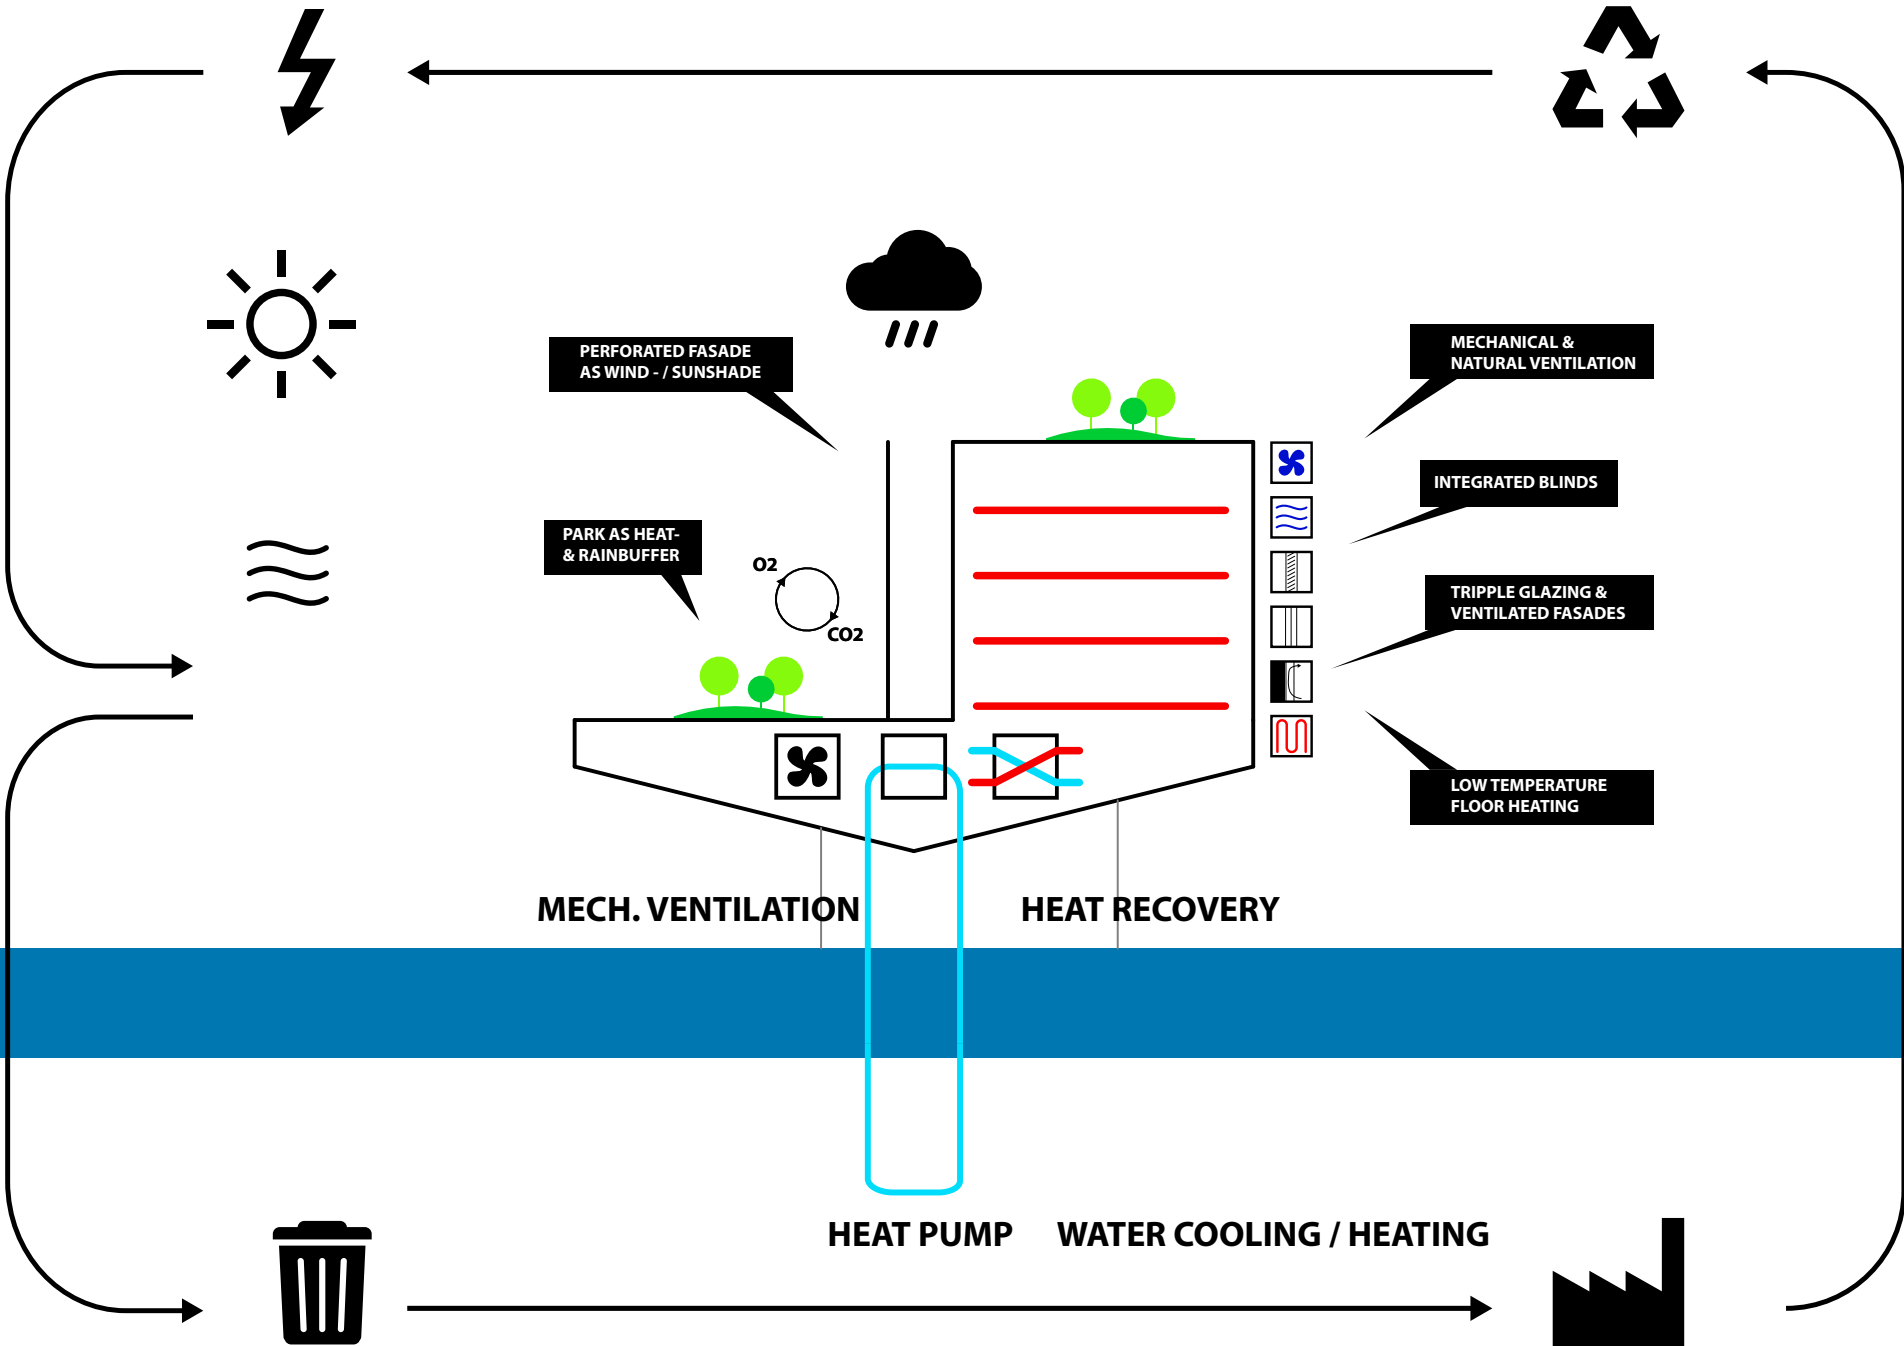 PERFORATED FASADE
AS WIND - / SUNSHADE
MECHANICAL &
NATURAL VENTILATION
INTEGRATED BLINDS
PARK AS HEAT-
& RAINBUFFER
O2
CO2
TRIPPLE GLAZING &
VENTILATED FASADES
LOW TEMPERATURE
FLOOR HEATING
MECH. VENTILATION
HEAT RECOVERY
HEAT PUMP
WATER COOLING / HEATING